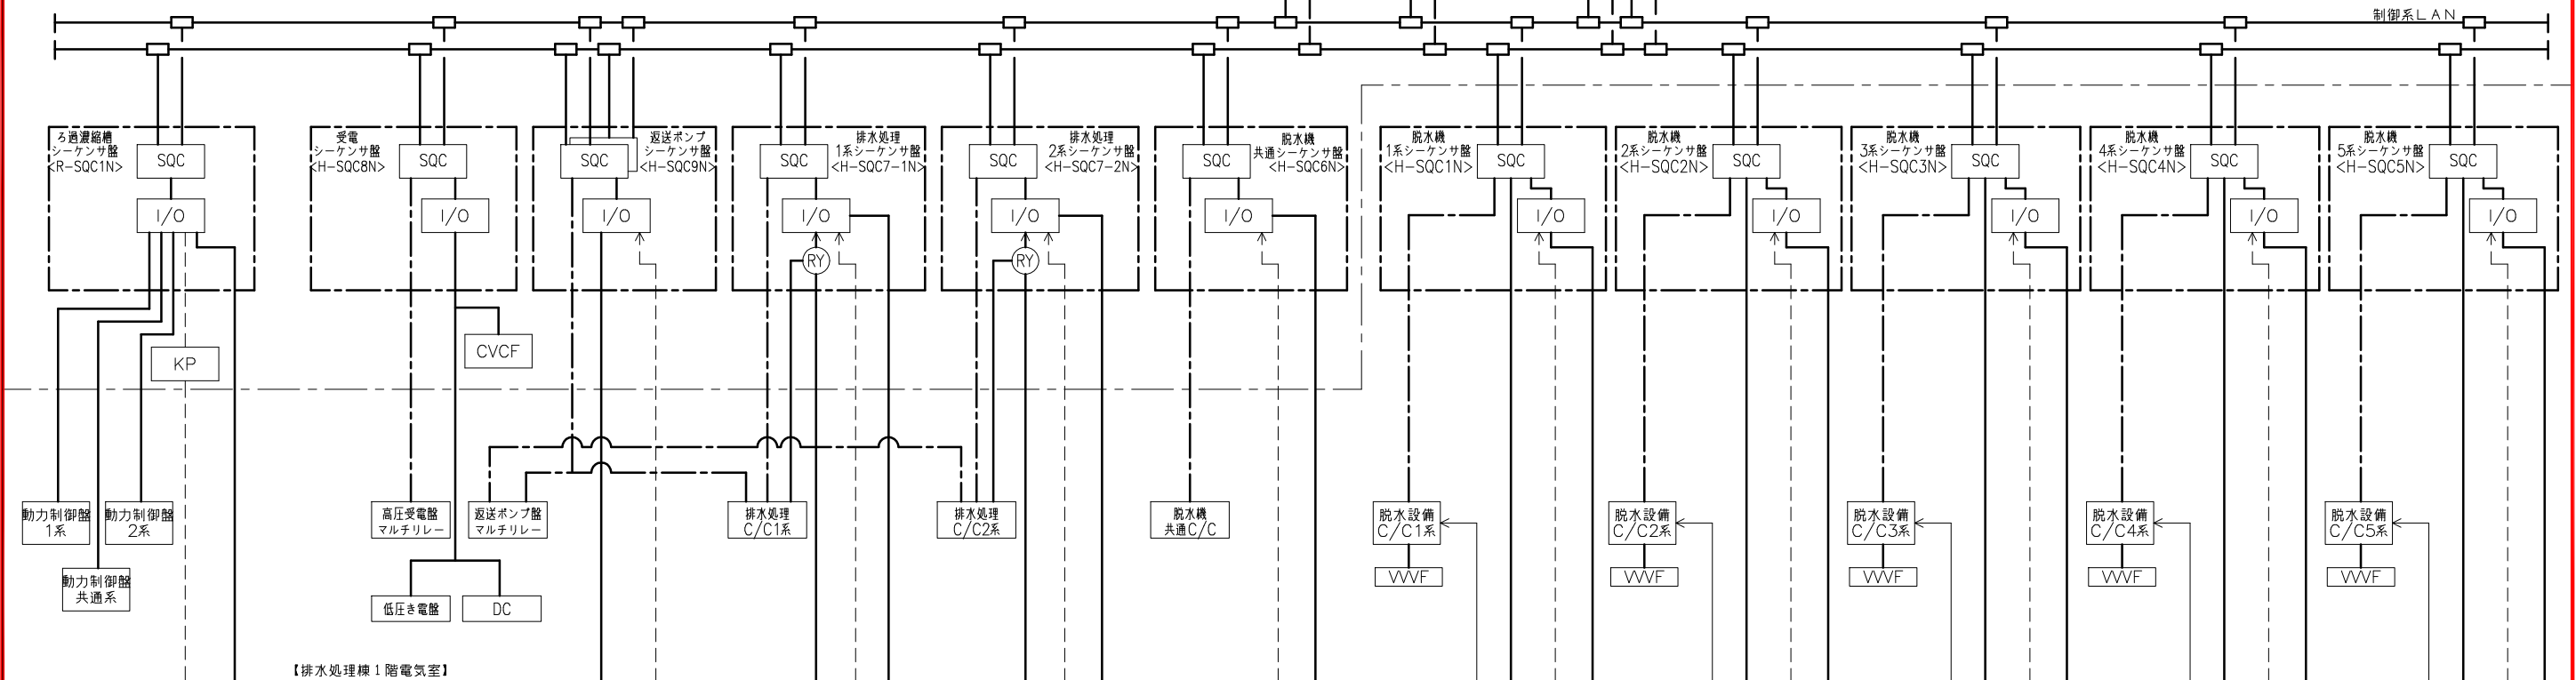 制御系LAN
ろ過濃縮槽
シーケンサ盤
<R-SQC1N>
SQC
I/O
受電
シーケンサ盤
<H-SQC8N>
SQC
I/O
返送ポンプ
シーケンサ盤
<H-SQC9N>
SQC
I/O
排水処理
1系シーケンサ盤
<H-SQC7-1N>
SQC
I/O
RY
排水処理
2系シーケンサ盤
<H-SQC7-2N>
SQC
I/O
RY
脱水機
共通シーケンサ盤
<H-SQC6N>
SQC
I/O
脱水機
1系シーケンサ盤
<H-SQC1N>
SQC
I/O
脱水機
2系シーケンサ盤
<H-SQC2N>
SQC
I/O
脱水機
3系シーケンサ盤
<H-SQC3N>
SQC
I/O
脱水機
4系シーケンサ盤
<H-SQC4N>
SQC
I/O
脱水機
5系シーケンサ盤
<H-SQC5N>
SQC
I/O
KP
CVCF
動力制御盤
1系
動力制御盤
2系
動力制御盤
共通系
高圧受電盤
マルチリレー
返送ポンプ盤
マルチリレー
低圧き電盤
DC
排水処理
C/C1系
排水処理
C/C2系
脱水機
共通C/C
脱水設備
C/C1系
VVVF
脱水設備
C/C2系
VVVF
脱水設備
C/C3系
VVVF
脱水設備
C/C4系
VVVF
脱水設備
C/C5系
VVVF
【排水処理棟1階電気室】